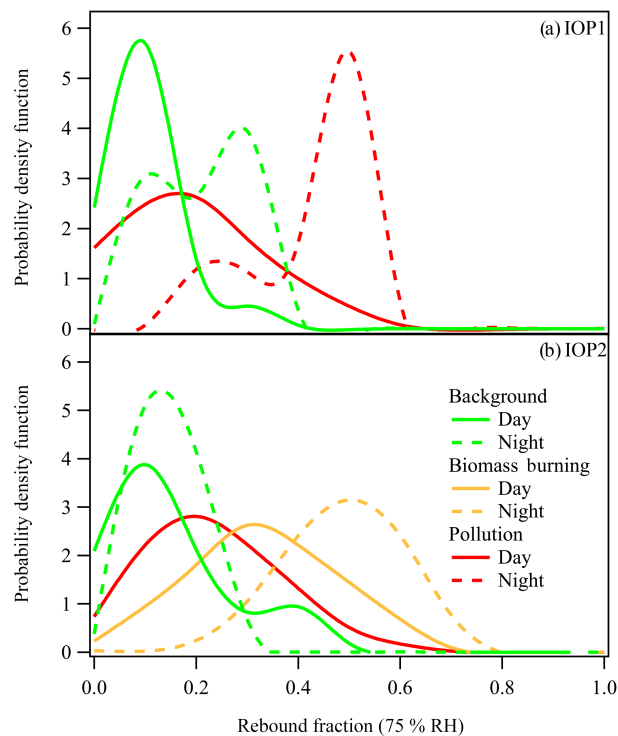 (a) IOP1
Probability density function
6
5
4
3
2
1
0
(b) IOP2
Probability density function
6
5
4
3
2
1
0
Background
Day
Night
Biomass burning
Day
Night
Pollution
Day
Night
0.0 0.2 0.4 0.6 0.8 1.0
Rebound fraction (75 % RH)